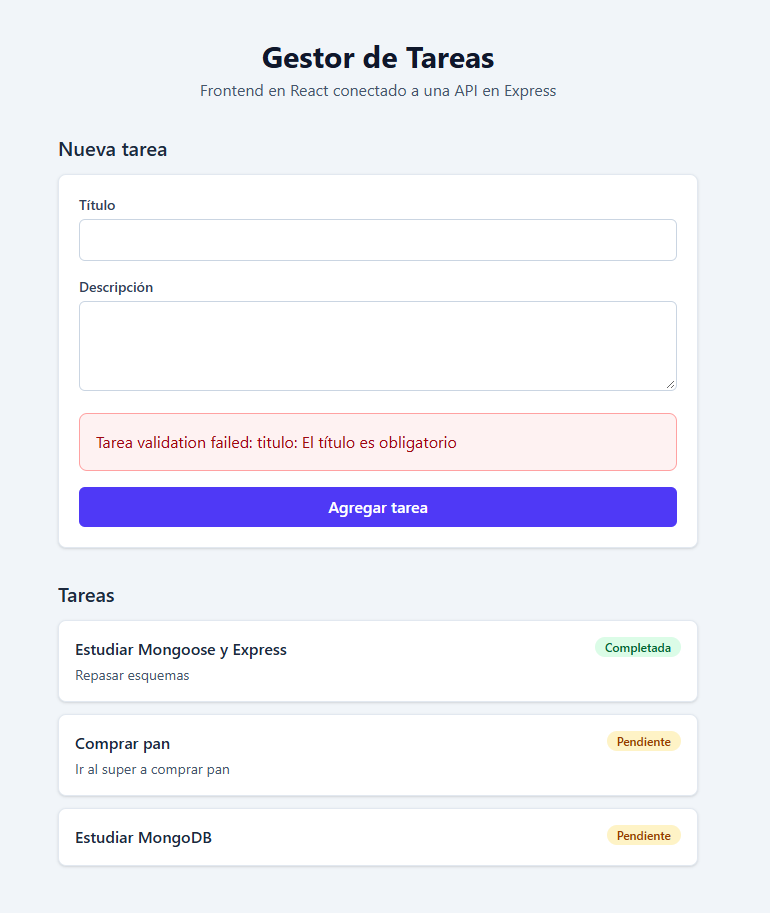 Gestor de Tareas
Frontend en React conectado a una API en Express
Nueva tarea
Título
Descripción
Tarea validation failed: titulo: El título es obligatorio
Agregar tarea
Tareas
Estudiar Mongoose y Express
Completada
Repasar esquemas
Comprar pan
Pendiente
Ir al super a comprar pan
Estudiar MongoDB
Pendiente